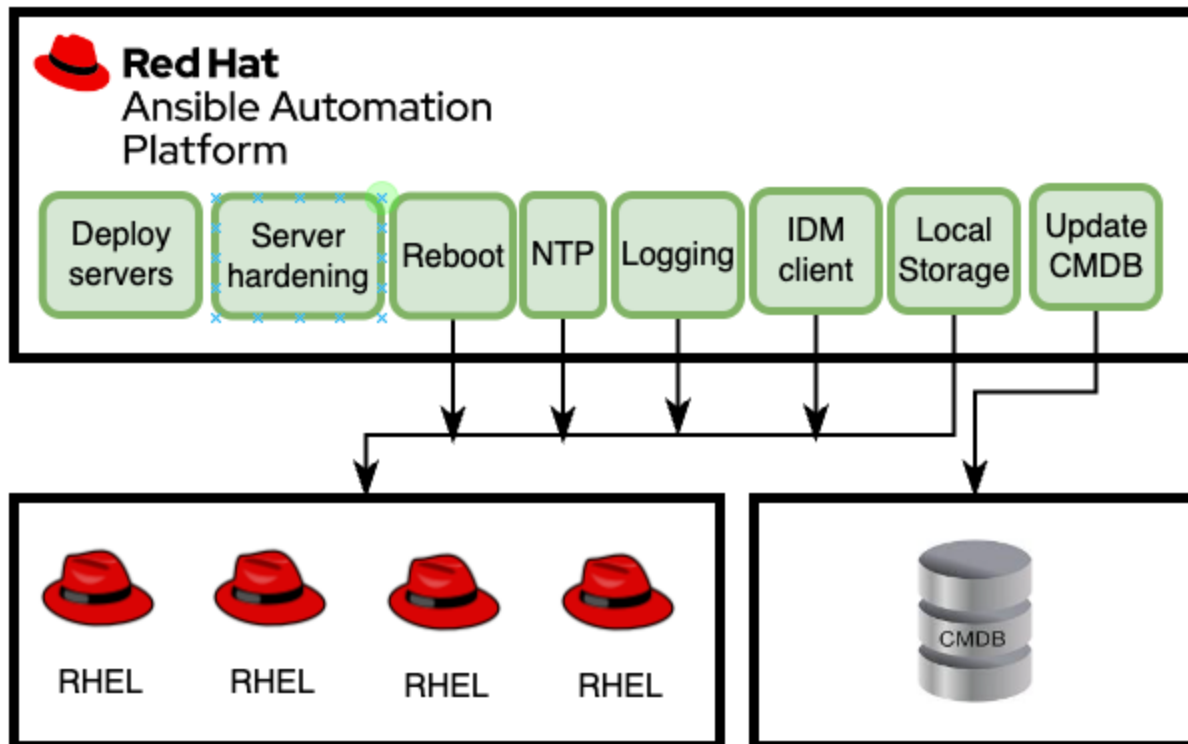 Red Hat
Ansible Automation
Platform
Deploy
servers
Server
hardening
Reboot
NTP
Logging
IDM
client
Local
Storage
Update
CMDB
RHEL
RHEL
RHEL
RHEL
CMDB